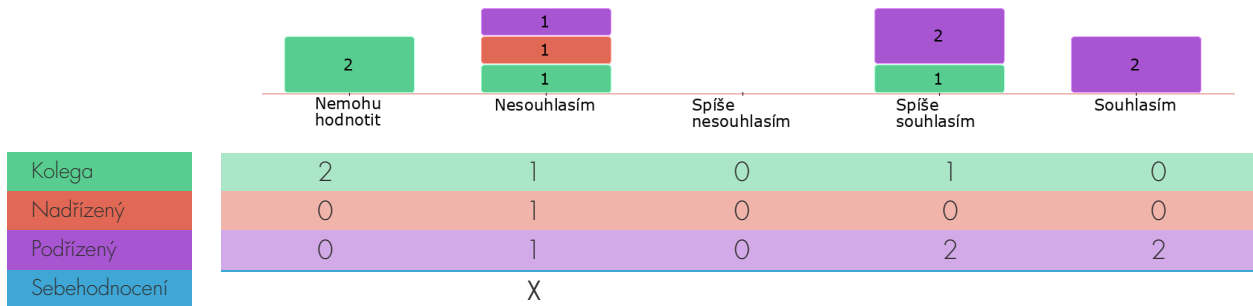 1
1
2
2
2
1
1
Nemohu
hodnotit
Nesouhlasím
Spíše
nesouhlasím
Spíše
souhlasím
Souhlasím
Kolega 2 1 0 1 0
Nadřízený 0 1 0 0 0
Podřízený 0 1 0 2 2
Sebehodnocení X